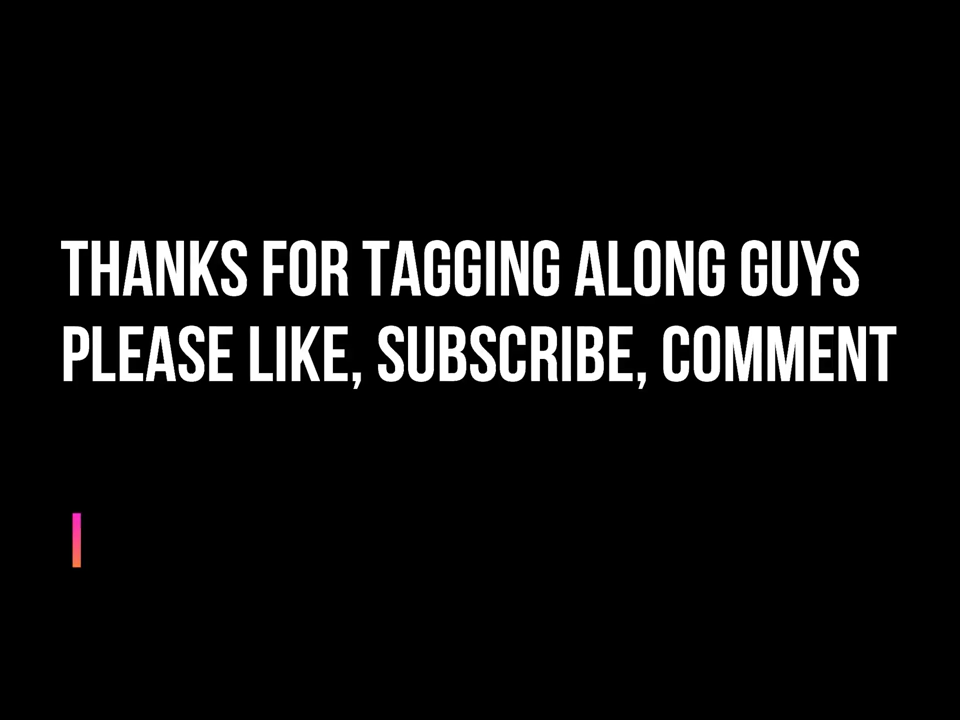 THANKS FOR TAGGING ALONG GUYS
PLEASE LIKE, SUBSCRIBE, COMMENT